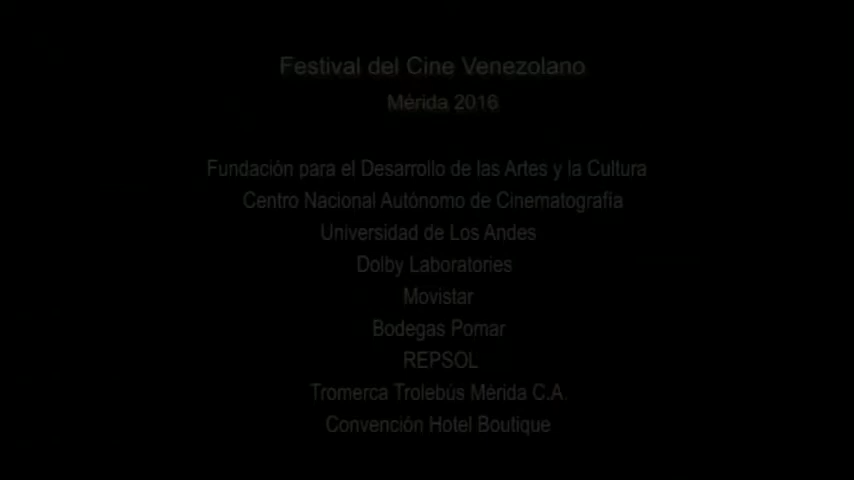 Festival del Cine Venezolano
Mérida 2016
Fundación para el Desarrollo de las Artes y la Cultura
Centro Nacional Autónomo de Cinematografía
Universidad de Los Andes
Dolby Laboratories
Movistar
Bodegas Pomar
REPSOL
Tromerca Trolebús Mérida C.A.
Convención Hotel Boutique